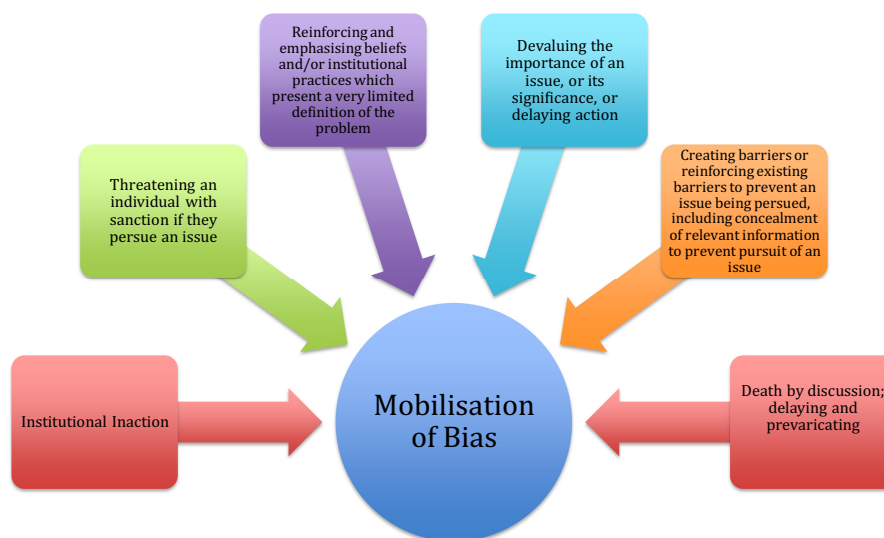 Reinforcing and
emphasising beliefs
and/or institutional
practices which
present a very limited
definition of the
problem
Devaluing the
importance of an
issue, or its
significance, or
delaying action
Threatening an
individual with
sanction if they
persue an issue
Creating barriers or
reinforcing existing
barriers to prevent an
issue being persued,
including concealment
of relevant information
to prevent pursuit of an
issue
Institutional Inaction
Mobilisation
of Bias
Death by discussion;
delaying and
prevaricating